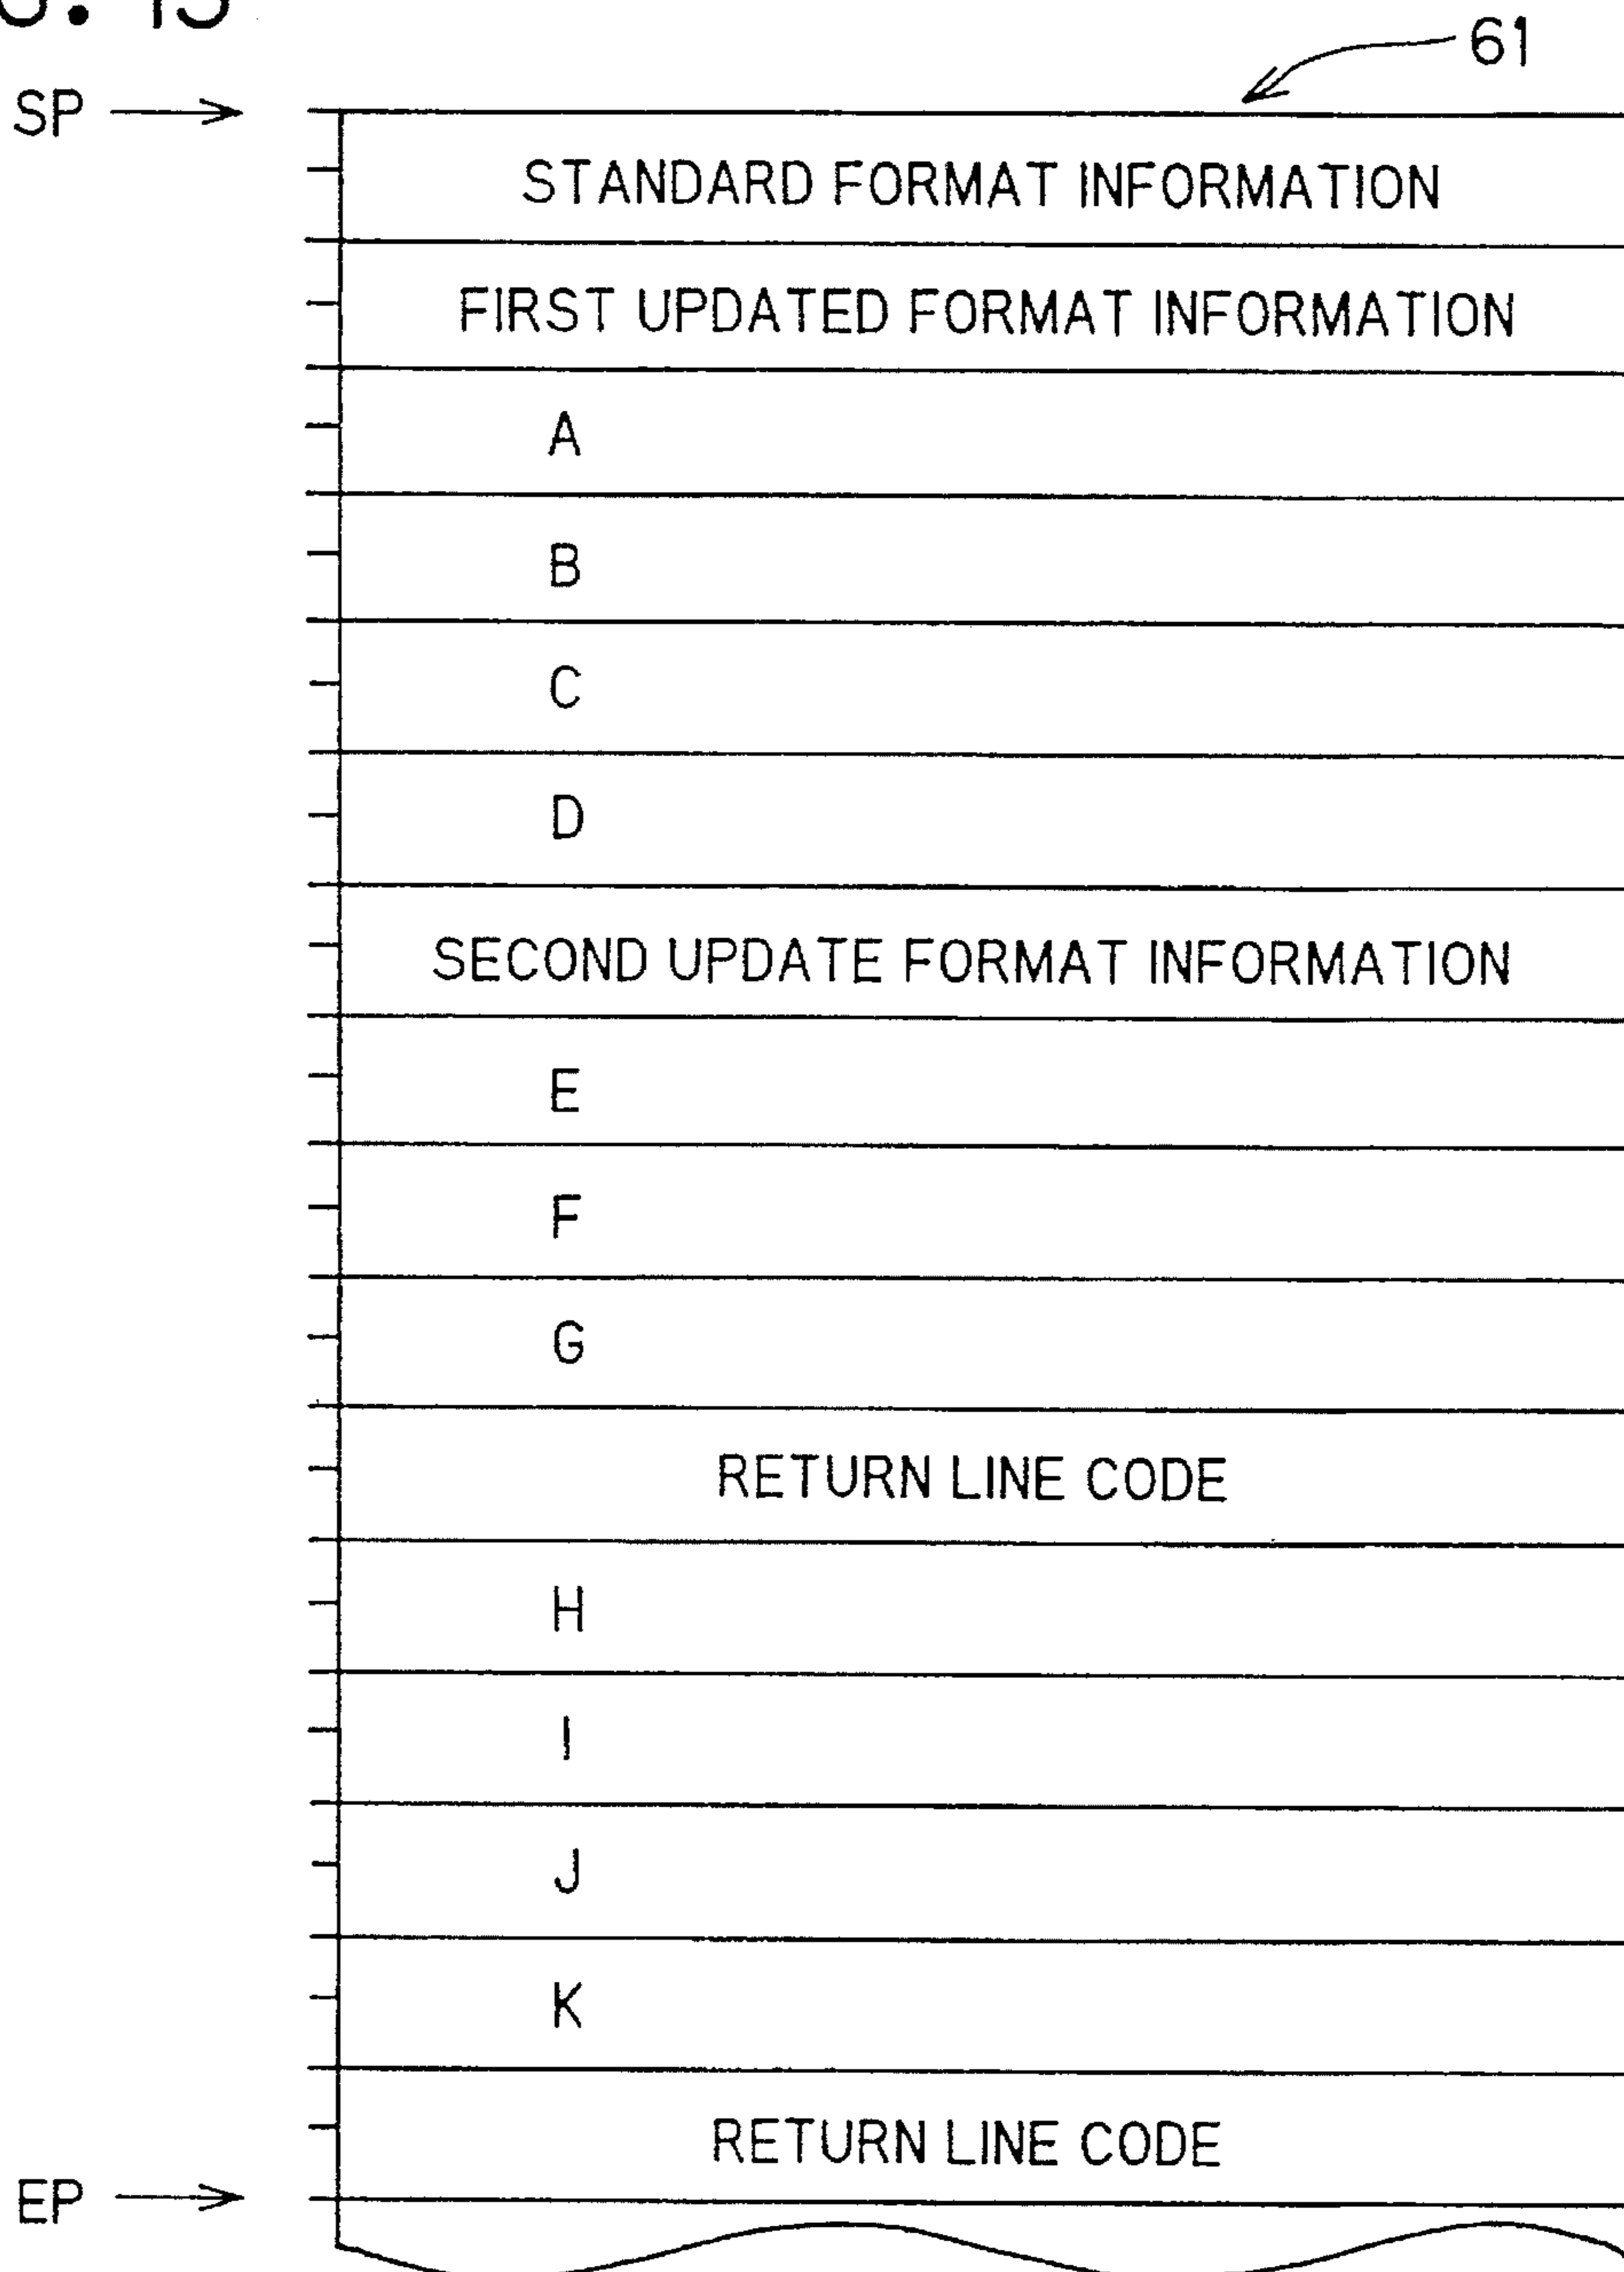 61
SP
STANDARD FORMAT INFORMATION
FIRST UPDATED FORMAT INFORMATION
A
B
C
D
SECOND UPDATE FORMAT INFORMATION
E
F
G
RETURN LINE CODE
H
I
J
K
RETURN LINE CODE
EP